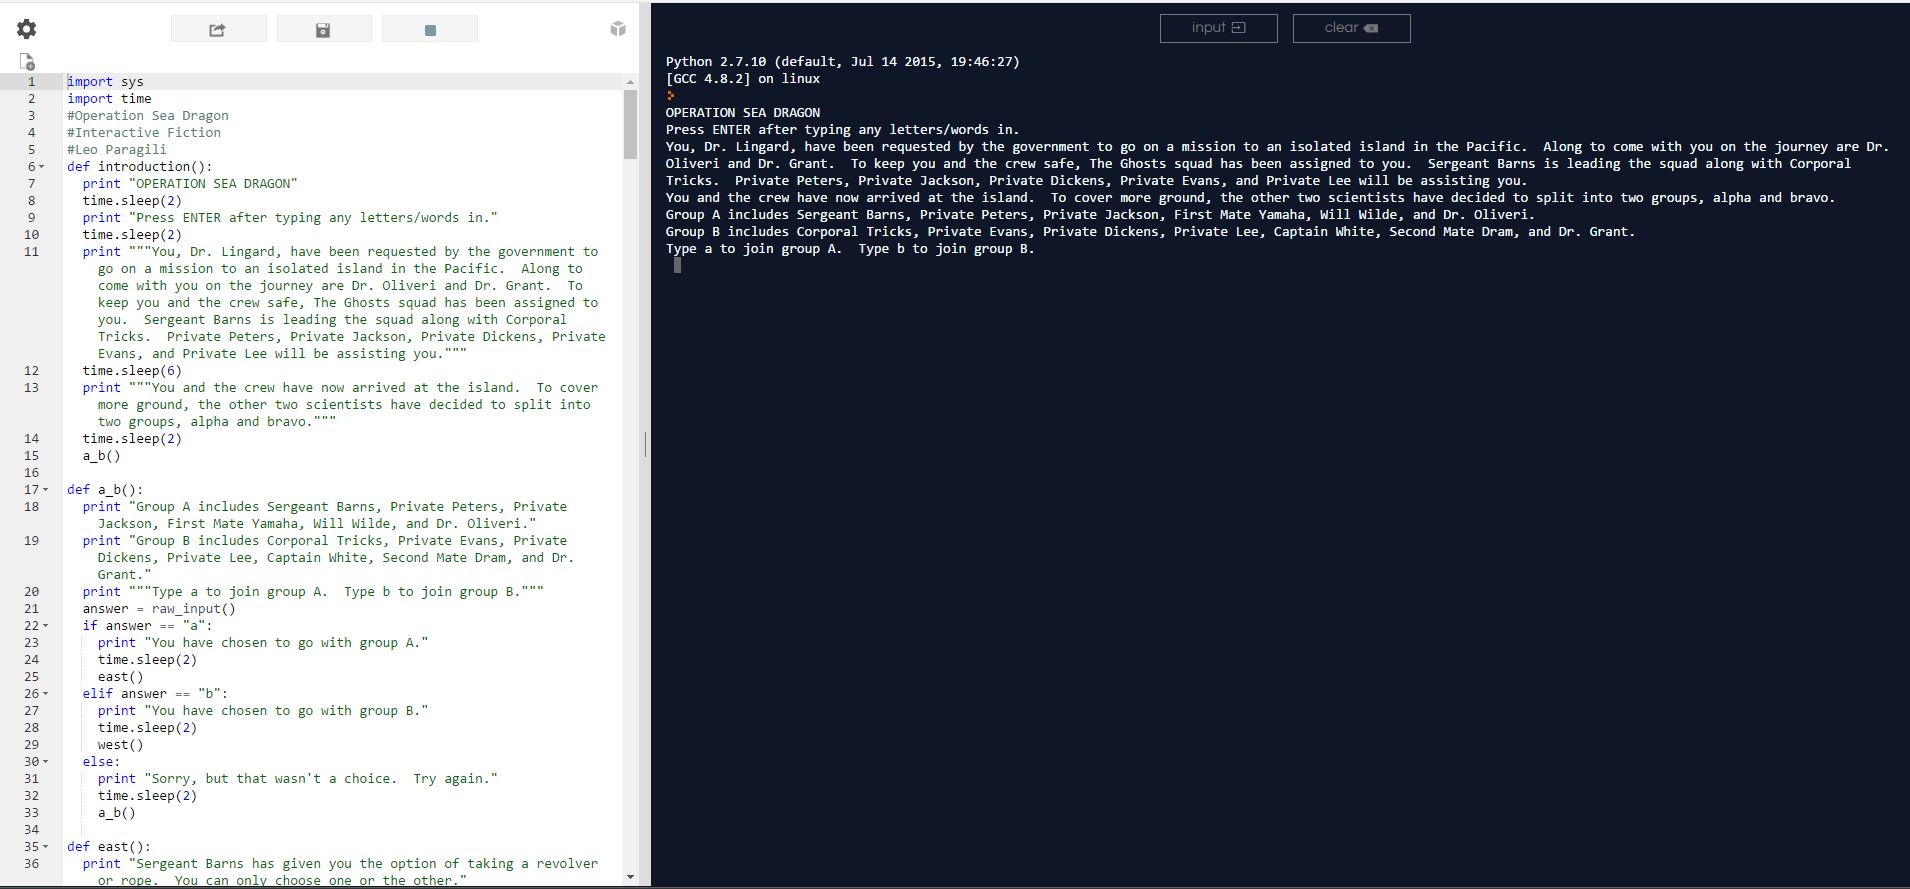 input
clear
1 import sys
2 import time
3 #Operation Sea Dragon
4 #Interactive Fiction
5 #Leo Paragili
6 def introduction():
7 print "OPERATION SEA DRAGON"
8 time.sleep(2)
9 print "Press ENTER after typing any letters/words in."
10 time.sleep(2)
11 print """You, Dr. Lingard, have been requested by the government to
go on a mission to an isolated island in the Pacific.  Along to
come with you on the journey are Dr. Oliveri and Dr. Grant.  To
keep you and the crew safe, The Ghosts squad has been assigned to
you.  Sergeant Barns is leading the squad along with Corporal
Tricks.  Private Peters, Private Jackson, Private Dickens, Private
Evans, and Private Lee will be assisting you."""
12 time.sleep(6)
13 print """You and the crew have now arrived at the island.  To cover
more ground, the other two scientists have decided to split into
two groups, alpha and bravo."""
14 time.sleep(2)
15 a_b()
16
17 def a_b():
18 print "Group A includes Sergeant Barns, Private Peters, Private
Jackson, First Mate Yamaha, Will Wilde, and Dr. Oliveri."
19 print "Group B includes Corporal Tricks, Private Evans, Private
Dickens, Private Lee, Captain White, Second Mate Dram, and Dr.
Grant."
20 print """Type a to join group A.  Type b to join group B."""
21 answer = raw_input()
22 if answer == "a":
23 print "You have chosen to go with group A."
24 time.sleep(2)
25 east()
26 elif answer == "b":
27 print "You have chosen to go with group B."
28 time.sleep(2)
29 west()
30 else:
31 print "Sorry, but that wasn't a choice.  Try again."
32 time.sleep(2)
33 a_b()
34
35 def east():
36 print "Sergeant Barns has given you the option of taking a revolver
or rope.  You can only choose one or the other."
Python 2.7.10 (default, Jul 14 2015, 19:46:27)
[GCC 4.8.2] on linux
OPERATION SEA DRAGON
Press ENTER after typing any letters/words in.
You, Dr. Lingard, have been requested by the government to go on a mission to an isolated island in the Pacific.  Along to come with you on the journey are Dr.
Oliveri and Dr. Grant.  To keep you and the crew safe, The Ghosts squad has been assigned to you.  Sergeant Barns is leading the squad along with Corporal
Tricks.  Private Peters, Private Jackson, Private Dickens, Private Evans, and Private Lee will be assisting you.
You and the crew have now arrived at the island.  To cover more ground, the other two scientists have decided to split into two groups, alpha and bravo.
Group A includes Sergeant Barns, Private Peters, Private Jackson, First Mate Yamaha, Will Wilde, and Dr. Oliveri.
Group B includes Corporal Tricks, Private Evans, Private Dickens, Private Lee, Captain White, Second Mate Dram, and Dr. Grant.
Type a to join group A.  Type b to join group B.